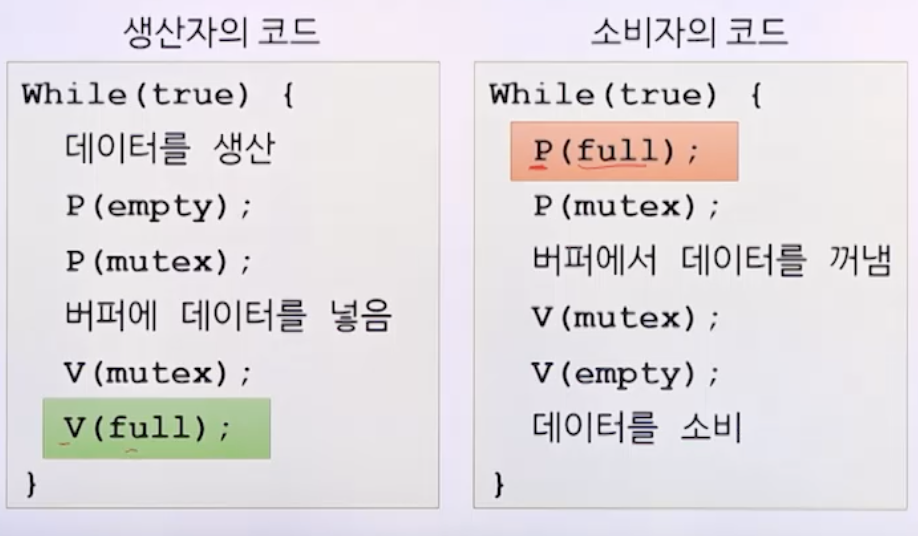 생산자의 코드
While(true) {
데이터를 생산
P(empty);
P(mutex);
버퍼에 데이터를 넣음
V(mutex);
V(full);
}
소비자의 코드
While(true) {
P(full);
P(mutex);
버퍼에서 데이터를 꺼냄
V(mutex);
V(empty);
데이터를 소비
}